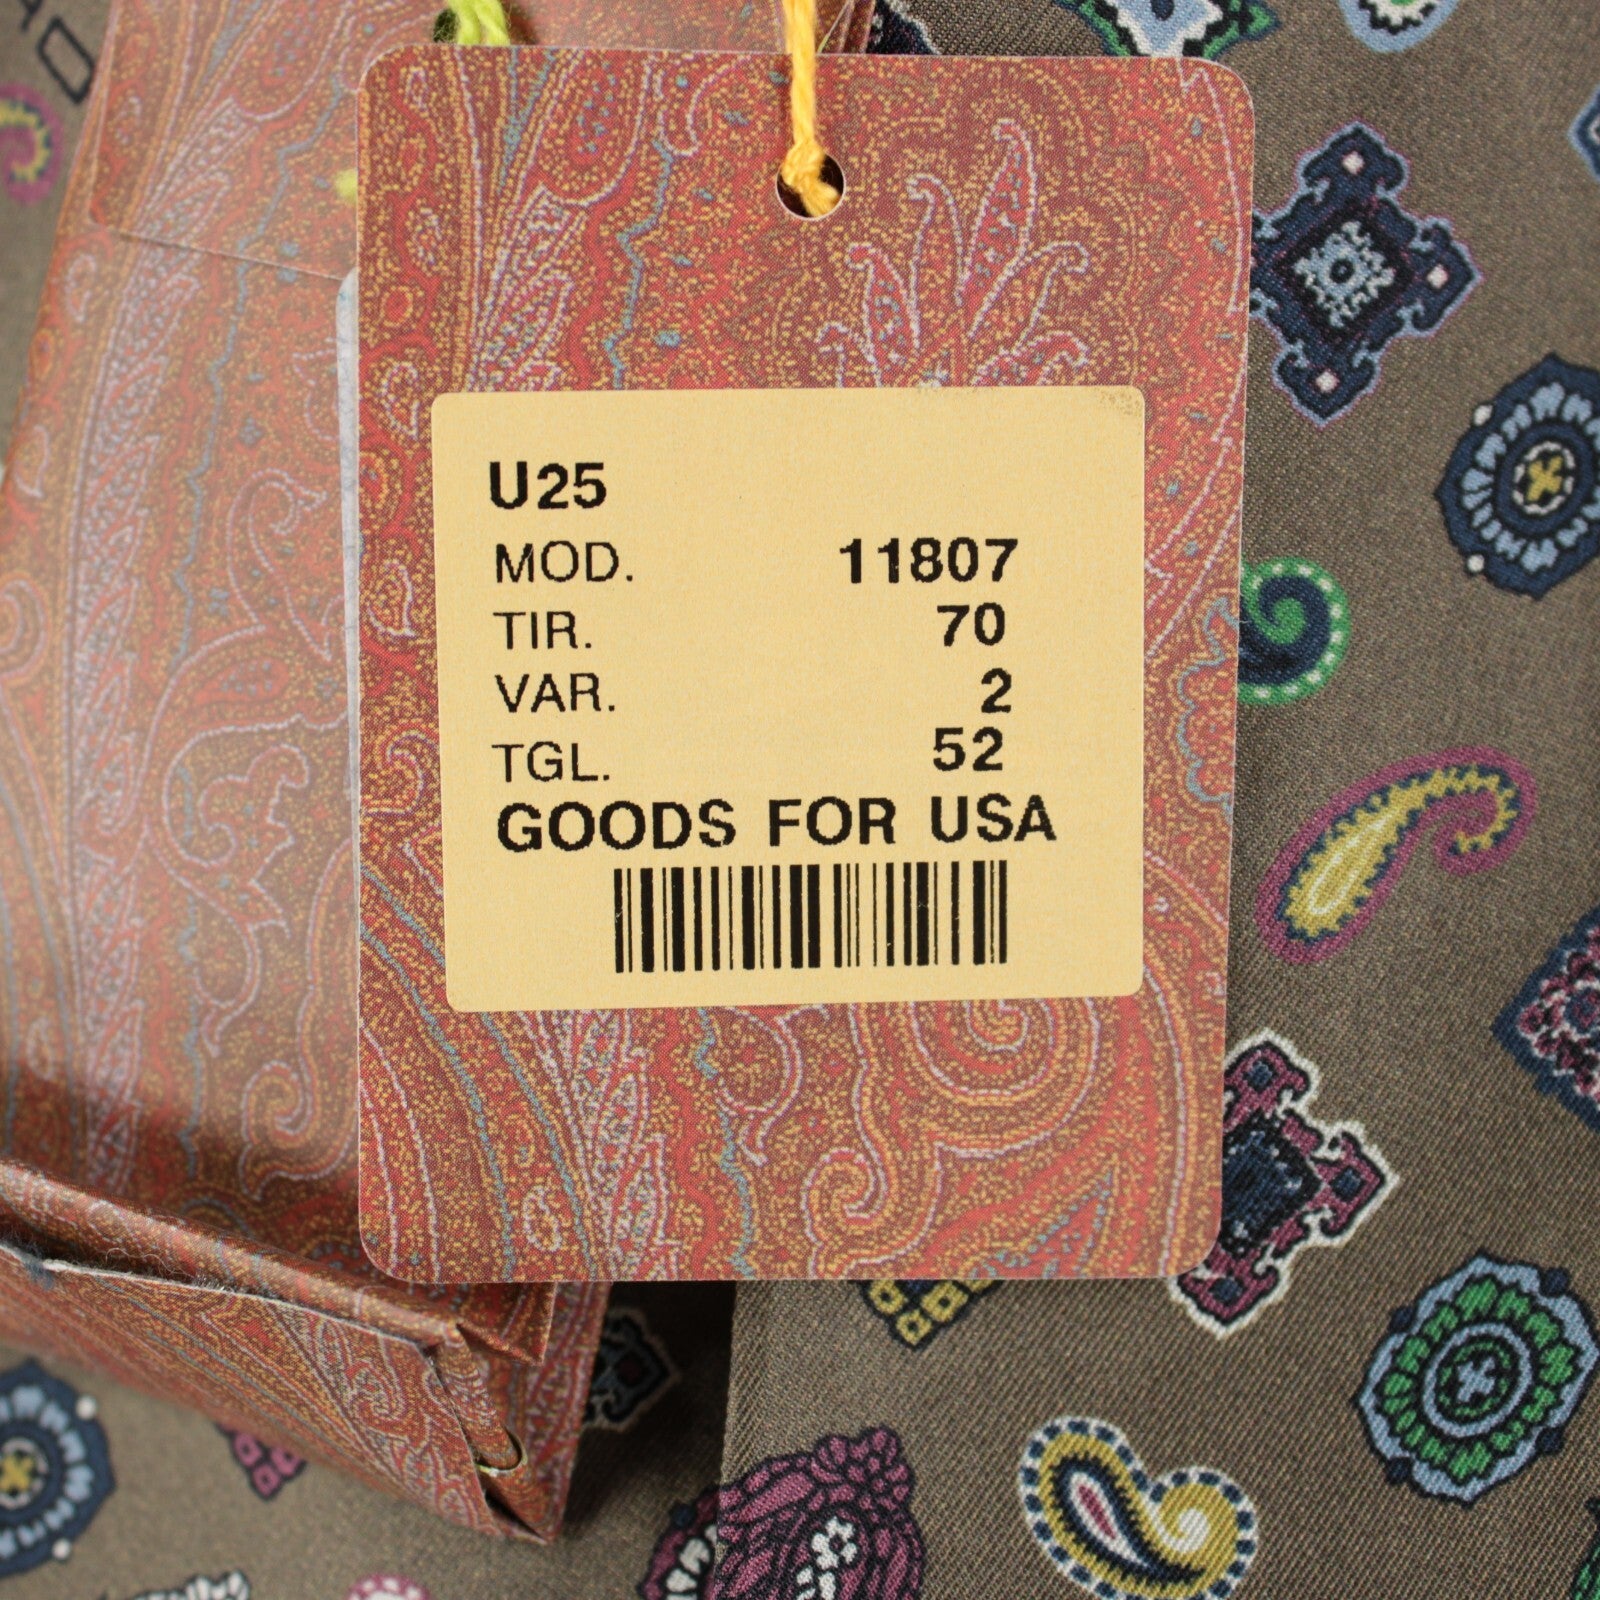 U25
MOD. 11807
TIR. 70
VAR. 2
TGL. 52
GOODS FOR USA